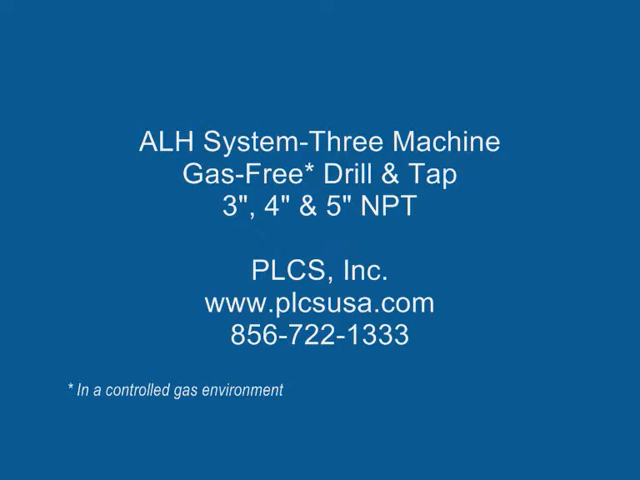 ALH System-Three Machine
Gas-Free* Drill & Tap
3", 4" & 5" NPT
PLCS, Inc.
www.plcsusa.com
856-722-1333
* In a controlled gas environment